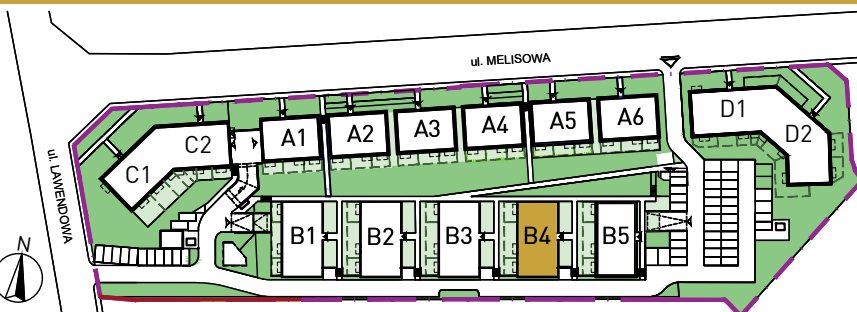 ul. MELISOWA
ul. LAWENDOWA
C1
C2
A1
A2
A3
A4
A5
A6
D1
D2
B1
B2
B3
B4
B5
N